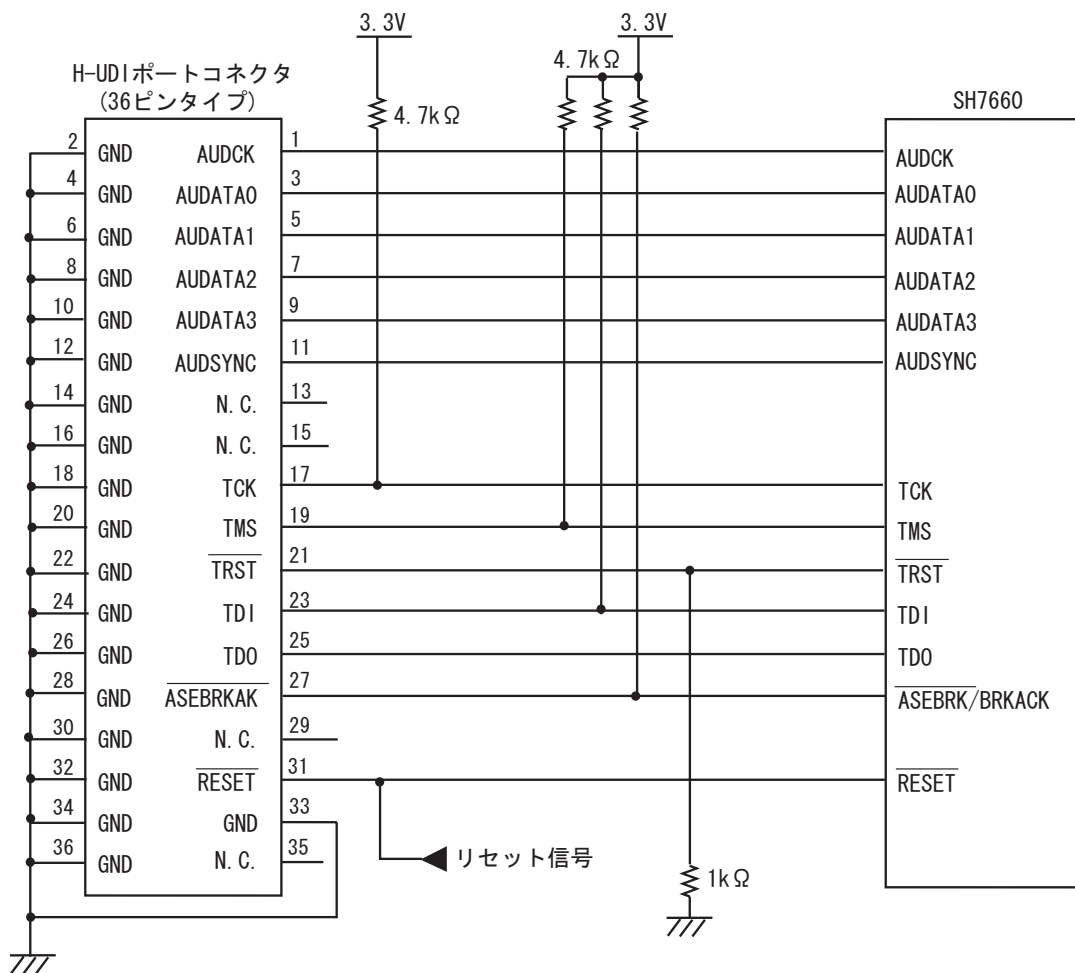 3.3V 3.3V
4.7kΩ
H-UDIポートコネクタ
(36ピンタイプ)
4.7kΩ
SH7660
2 GND AUDCK 1 AUDCK
4 GND AUDATA0 3 AUDATA0
6 GND AUDATA1 5 AUDATA1
8 GND AUDATA2 7 AUDATA2
10 GND AUDATA3 9 AUDATA3
12 GND AUDSYNC 11 AUDSYNC
14 GND N.C. 13
16 GND N.C. 15
18 GND TCK 17 TCK
20 GND TMS 19 TMS
22 GND TRST 21 TRST
24 GND TDI 23 TDI
26 GND TDO 25 TDO
28 GND ASEBRKAK 27 ASEBRK/BRKACK
30 GND N.C. 29
32 GND RESET 31 RESET
34 GND GND 33
36 GND N.C. 35
リセット信号
1kΩ